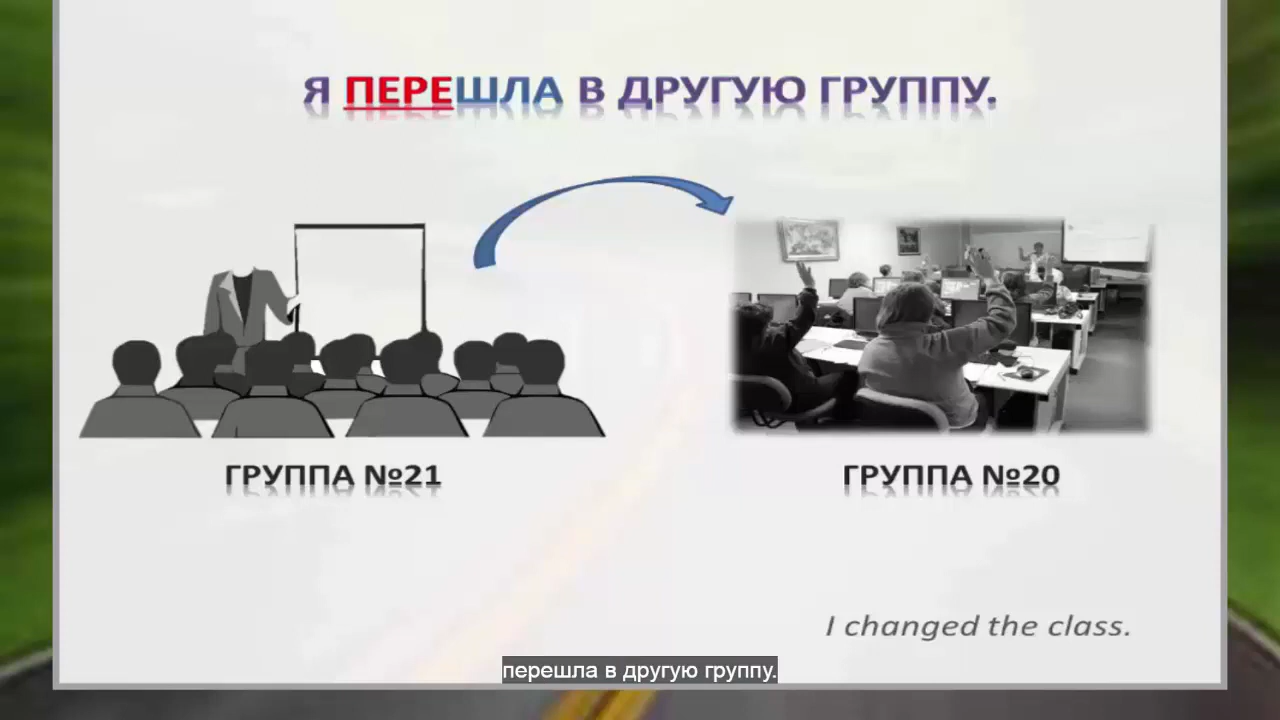 Я ПЕРЕШЛА В ДРУГУЮ ГРУППУ.
ГРУППА №21
ГРУППА №20
I changed the class.
перешла в другую группу.